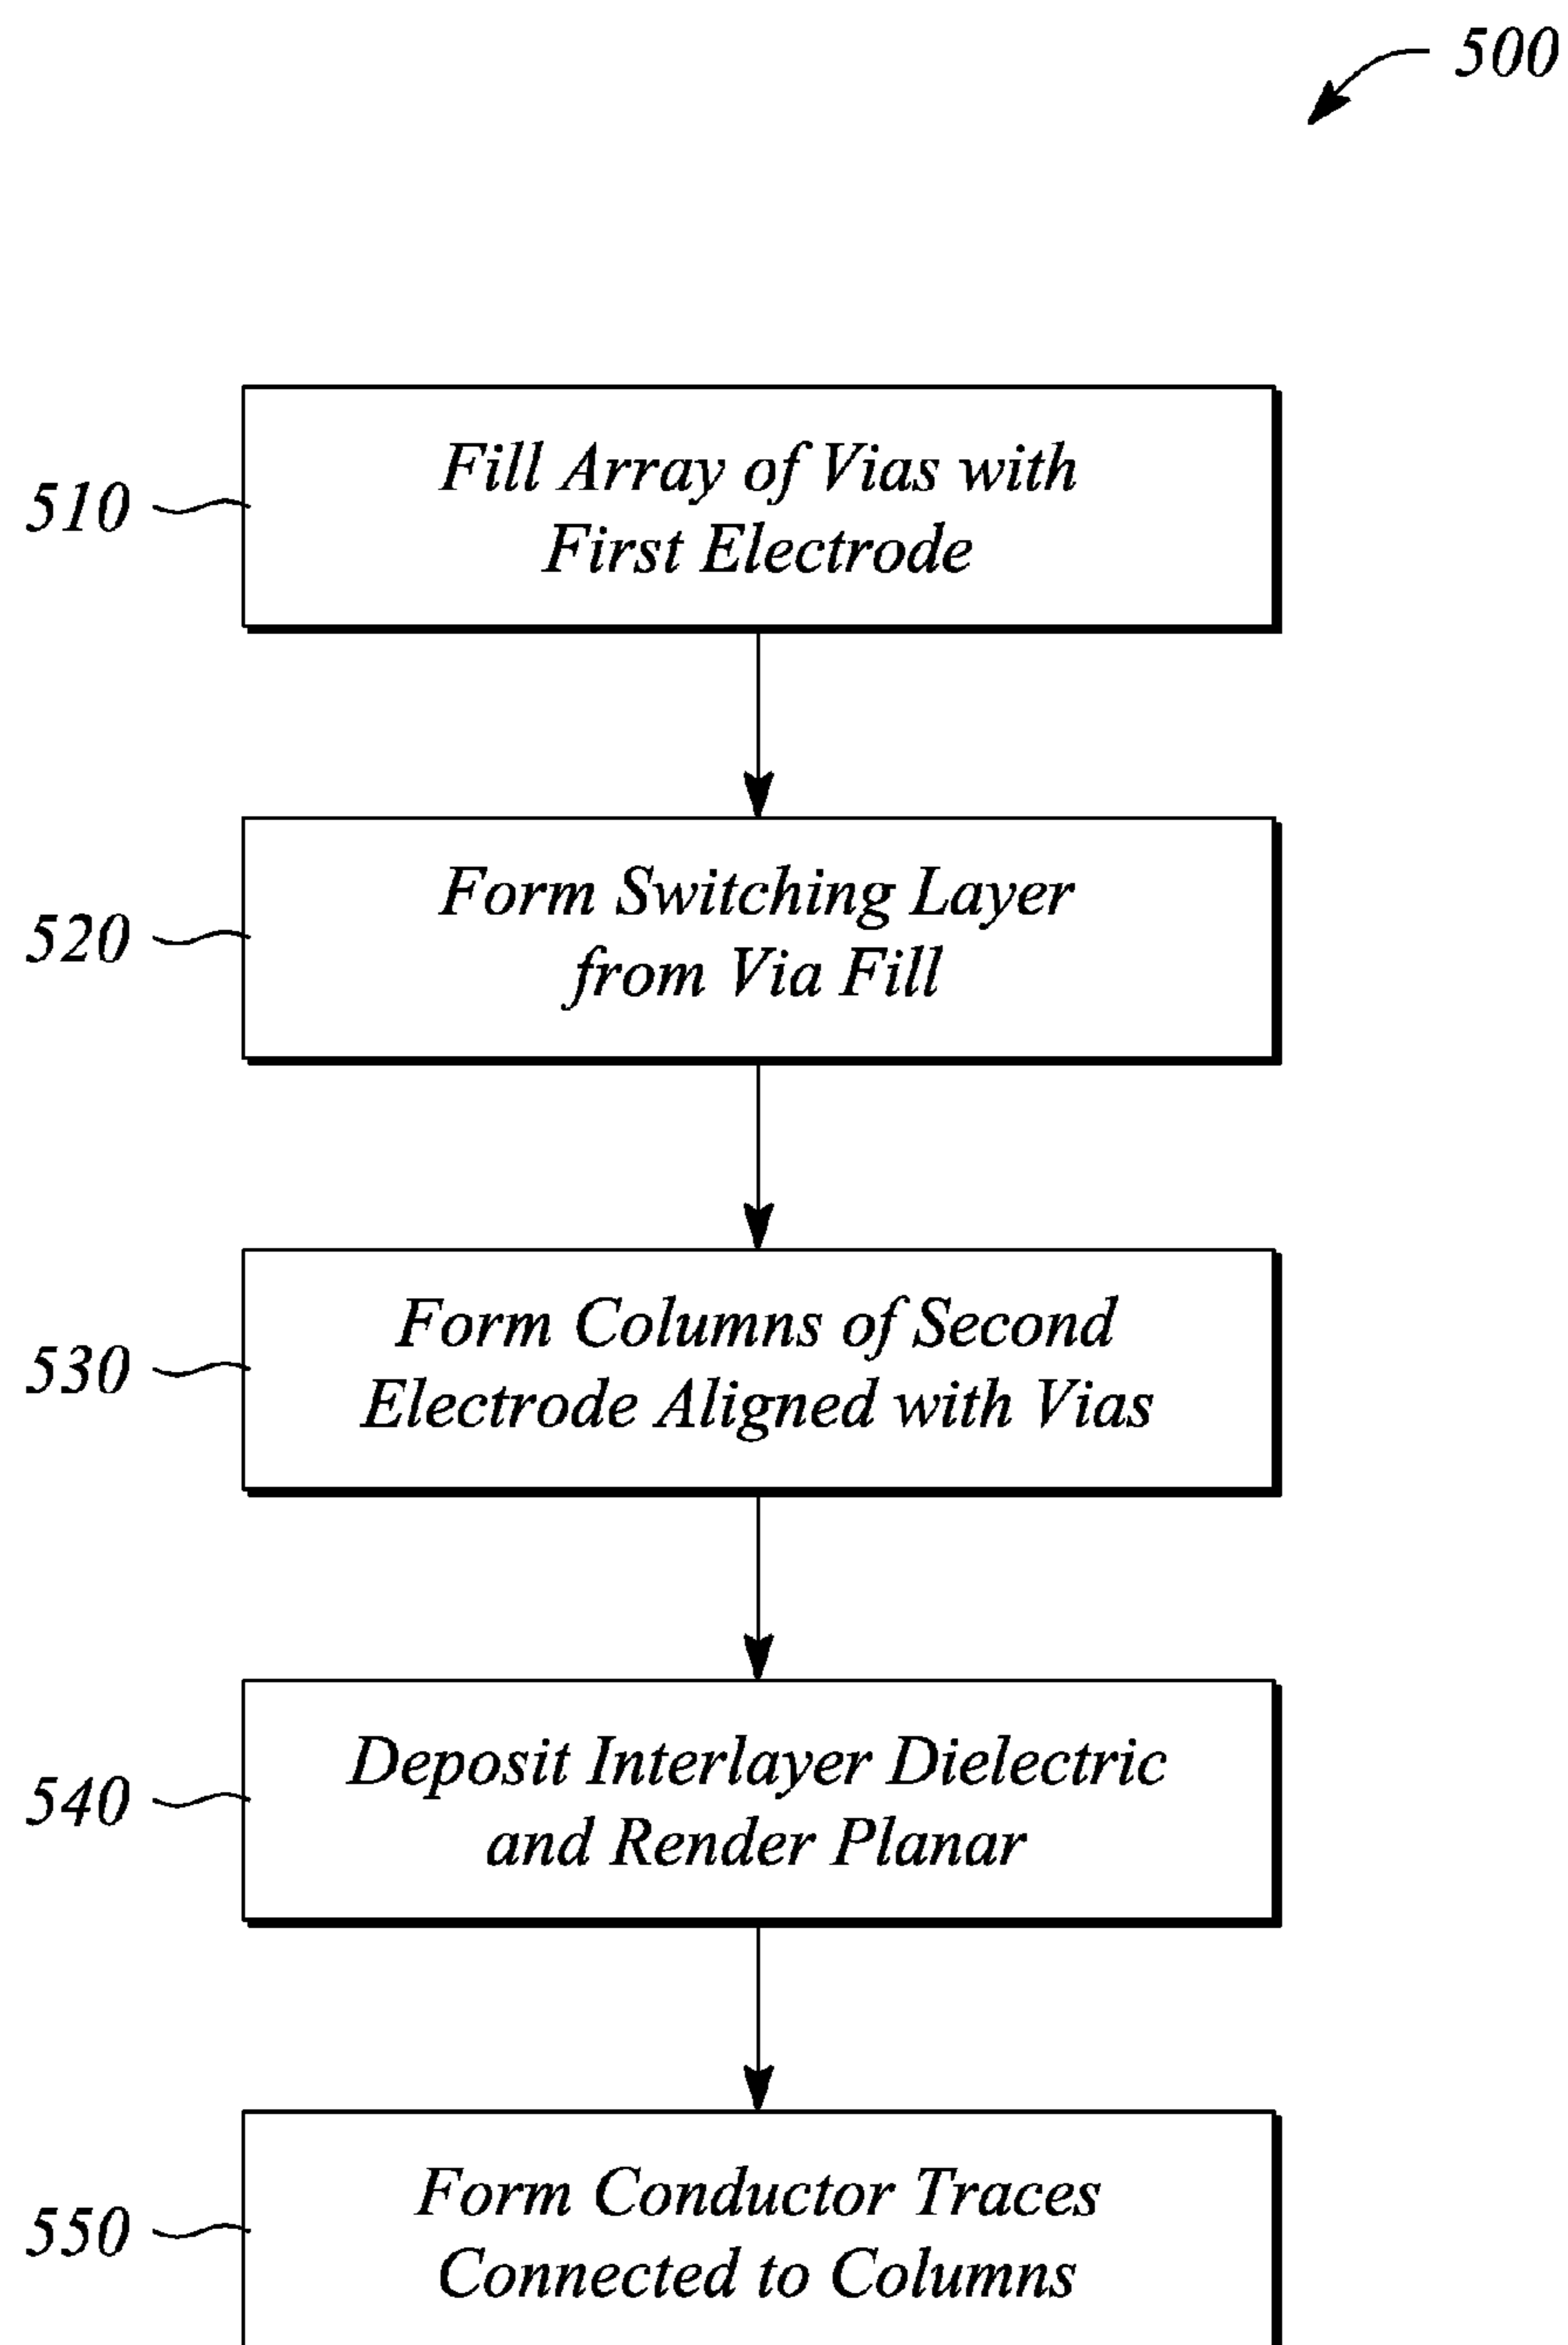 500
510
Fill Array of Vias with
First Electrode
520
Form Switching Layer
from Via Fill
530
Form Columns of Second
Electrode Aligned with Vias
540
Deposit Interlayer Dielectric
and Render Planar
550
Form Conductor Traces
Connected to Columns